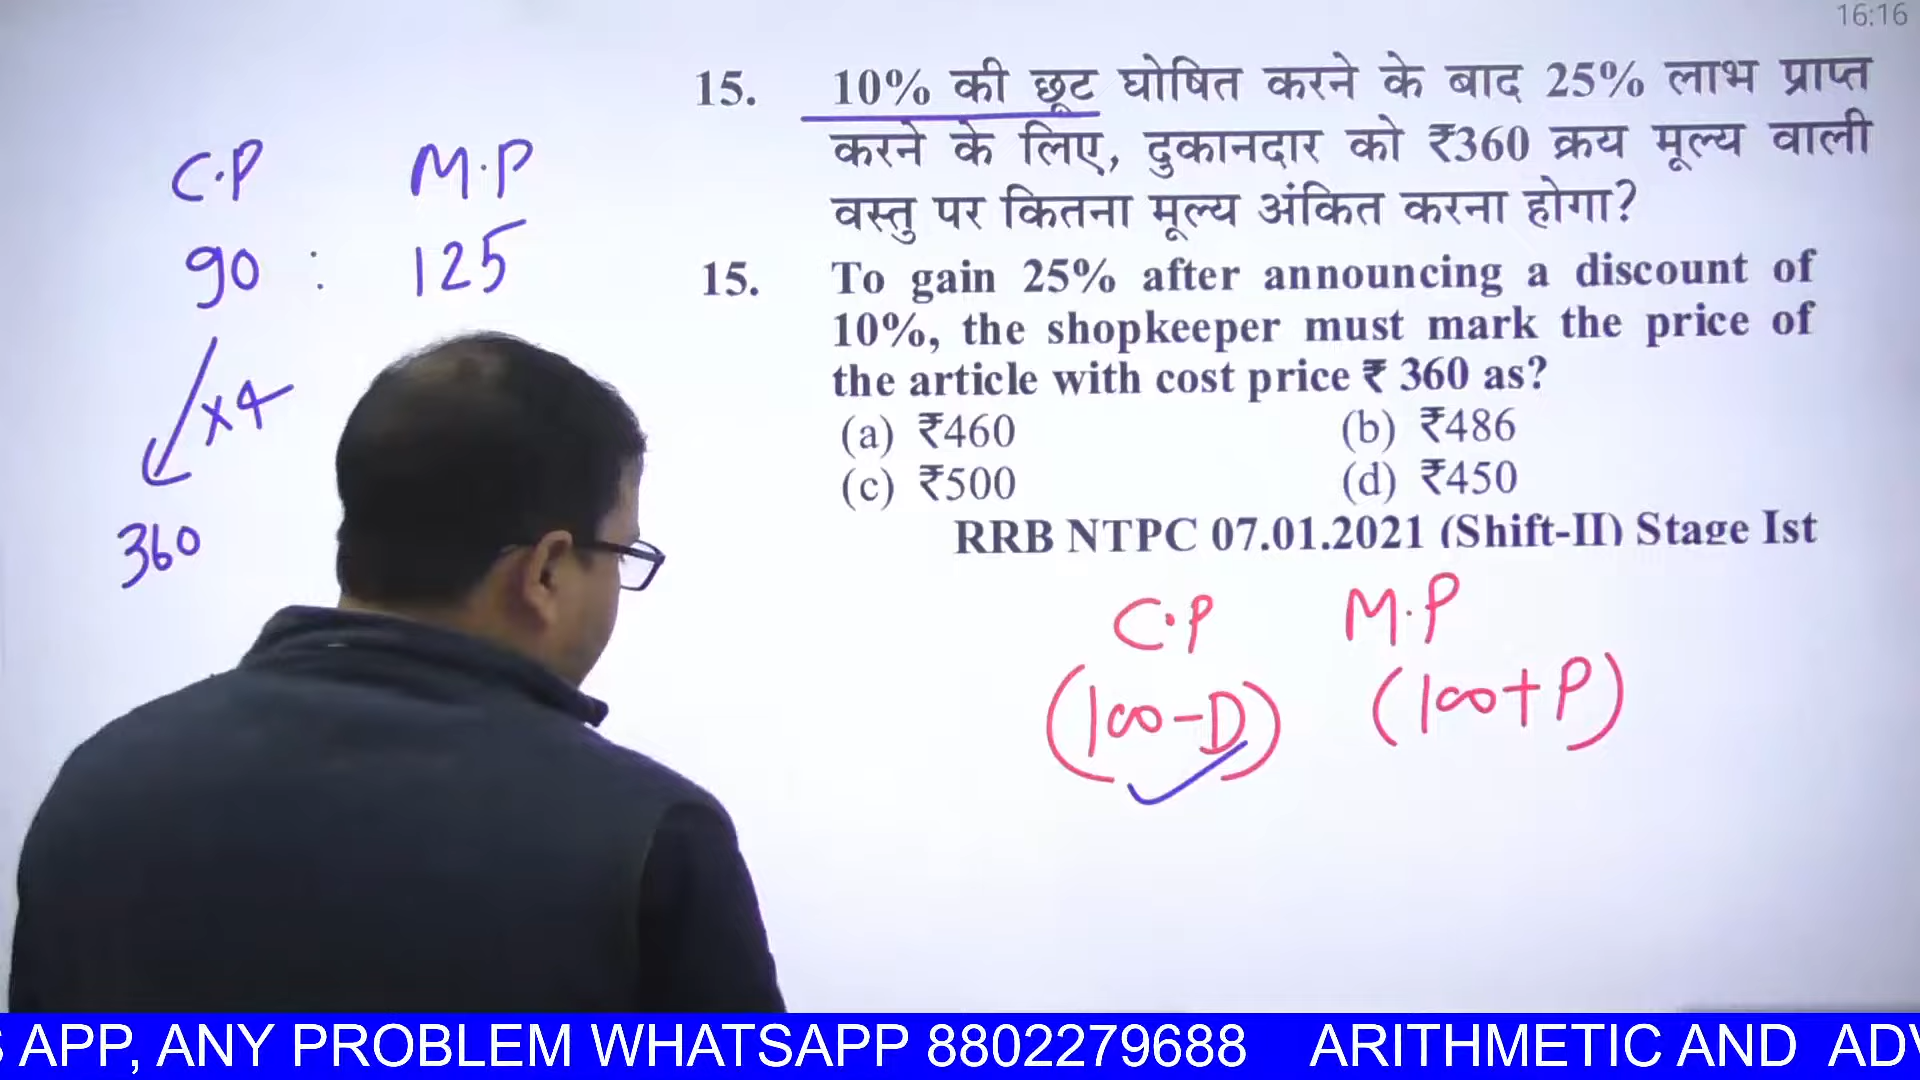 16:16
15. 10% की छूट घोषित करने के बाद 25% लाभ प्राप्त
करने के लिए, दुकानदार को ₹360 क्रय मूल्य वाली
वस्तु पर कितना मूल्य अंकित करना होगा?
15. To gain 25% after announcing a discount of
10%, the shopkeeper must mark the price of
the article with cost price ₹ 360 as?
(a) ₹460 (b) ₹486
(c) ₹500 (d) ₹450
RRB NTPC 07.01.2021 (Shift-II) Stage Ist
C.P M.P
90 : 125
x4
360
C.P M.P
(100-D) (100+P)
APP, ANY PROBLEM WHATSAPP 8802279688 ARITHMETIC AND